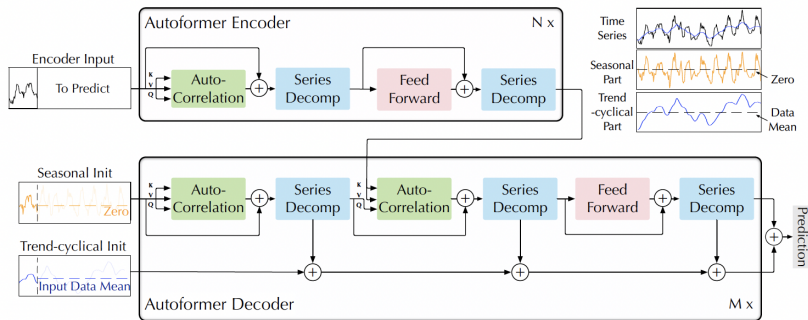 Autoformer Encoder
N x
Encoder Input
To Predict
K
V
Q
Auto-
Correlation
+
Series
Decomp
Feed
Forward
+
Series
Decomp
Time
Series
Seasonal
Part
Zero
Trend
-cyclical
Part
Data
Mean
Seasonal Init
Zero
K
V
Q
Auto-
Correlation
+
Series
Decomp
K
V
Q
Auto-
Correlation
+
Series
Decomp
Feed
Forward
+
Series
Decomp
Trend-cyclical Init
Input Data Mean
+
+
+
+
Prediction
Autoformer Decoder
M x